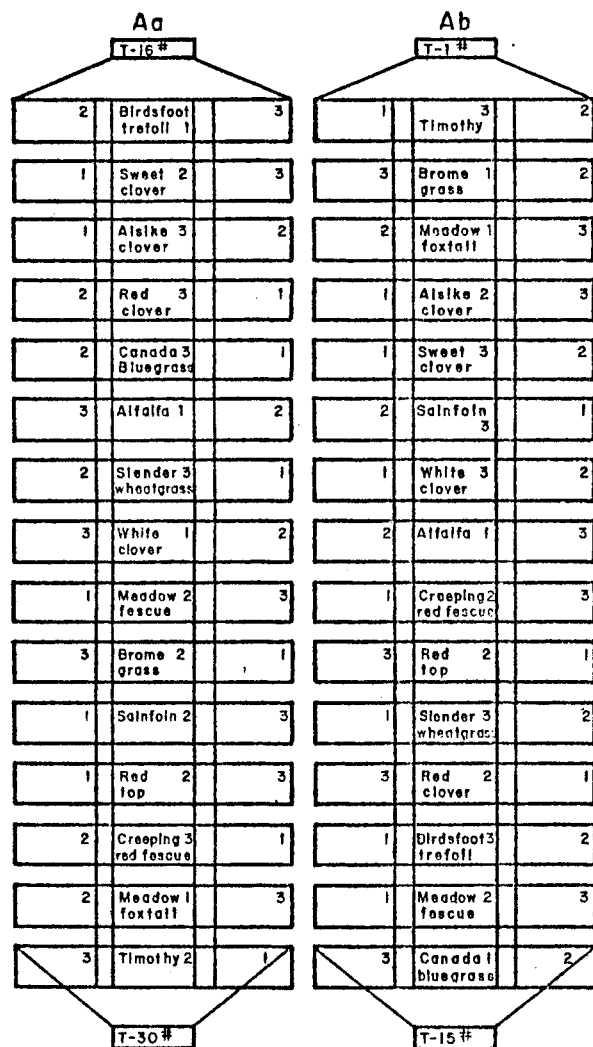 Aa Ab
T-16 # T-1 #
2 Birdsfoot 3 1 3 2
trefoil 1 Timothy
1 Sweet 2 3 3 Brome 1 2
clover grass
1 Alsike 3 2 2 Meadow 1 3
clover foxtail
2 Red 3 1 1 Alsike 2 3
clover clover
2 Canada 3 1 1 Sweet 3 2
Bluegrass clover
3 Alfalfa 1 2 2 Sainfoin 1
3
2 Slender 3 1 1 White 3 2
wheatgrass clover
3 White 1 2 2 Alfalfa 1 3
clover
1 Meadow 2 3 1 Creeping 2 3
fescue red fescue
3 Brome 2 1 3 Red 2 1
grass top
1 Sainfoin 2 3 1 Slender 3 2
wheatgrass
1 Red 2 3 3 Red 2 1
top clover
2 Creeping 3 1 1 Birdsfoot 3 2
red fescue trefoil
2 Meadow 1 3 1 Meadow 2 3
foxtail fescue
3 Timothy 2 1 3 Canada 1 2
bluegrass
T-30 # T-15 #